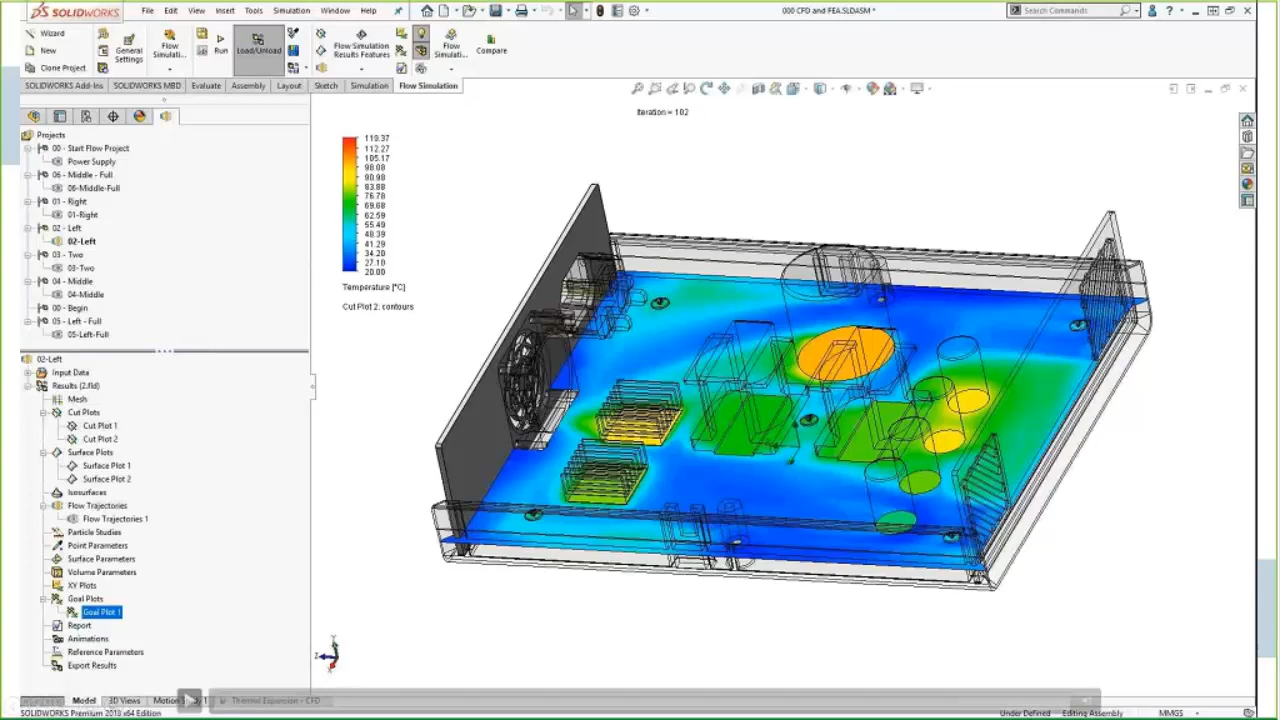 SOLIDWORKS
File Edit View Insert Tools Simulation Window Help
000 CFD and FEA.SLDASM *
Search Commands
Wizard
New
Clone Project
General Settings
Flow Simulati...
Run
Load/Unload
Flow Simulation Results Features
Flow Simulati...
Compare
SOLIDWORKS Add-Ins SOLIDWORKS MBD Evaluate Assembly Layout Sketch Simulation Flow Simulation
Iteration = 102
Projects
00 - Start Flow Project
Power Supply
06 - Middle - Full
06-Middle-Full
01 - Right
01-Right
02 - Left
02-Left
03 - Two
03-Two
04 - Middle
04-Middle
00 - Begin
05 - Left - Full
05-Left-Full
02-Left
Input Data
Results (2.fld)
Mesh
Cut Plots
Cut Plot 1
Cut Plot 2
Surface Plots
Surface Plot 1
Surface Plot 2
Isosurfaces
Flow Trajectories
Flow Trajectories 1
Particle Studies
Point Parameters
Surface Parameters
Volume Parameters
XY Plots
Goal Plots
Goal Plot 1
Report
Animations
Reference Parameters
Export Results
119.37
112.27
105.17
98.08
90.98
83.88
76.78
69.68
62.59
55.49
48.39
41.29
34.20
27.10
20.00
Temperature [°C]
Cut Plot 2: contours
Y
Z
X
Model 3D Views Motion Study 1 Thermal Expansion - CFD
SOLIDWORKS Premium 2018 x64 Edition
Under Defined Editing Assembly MMGS